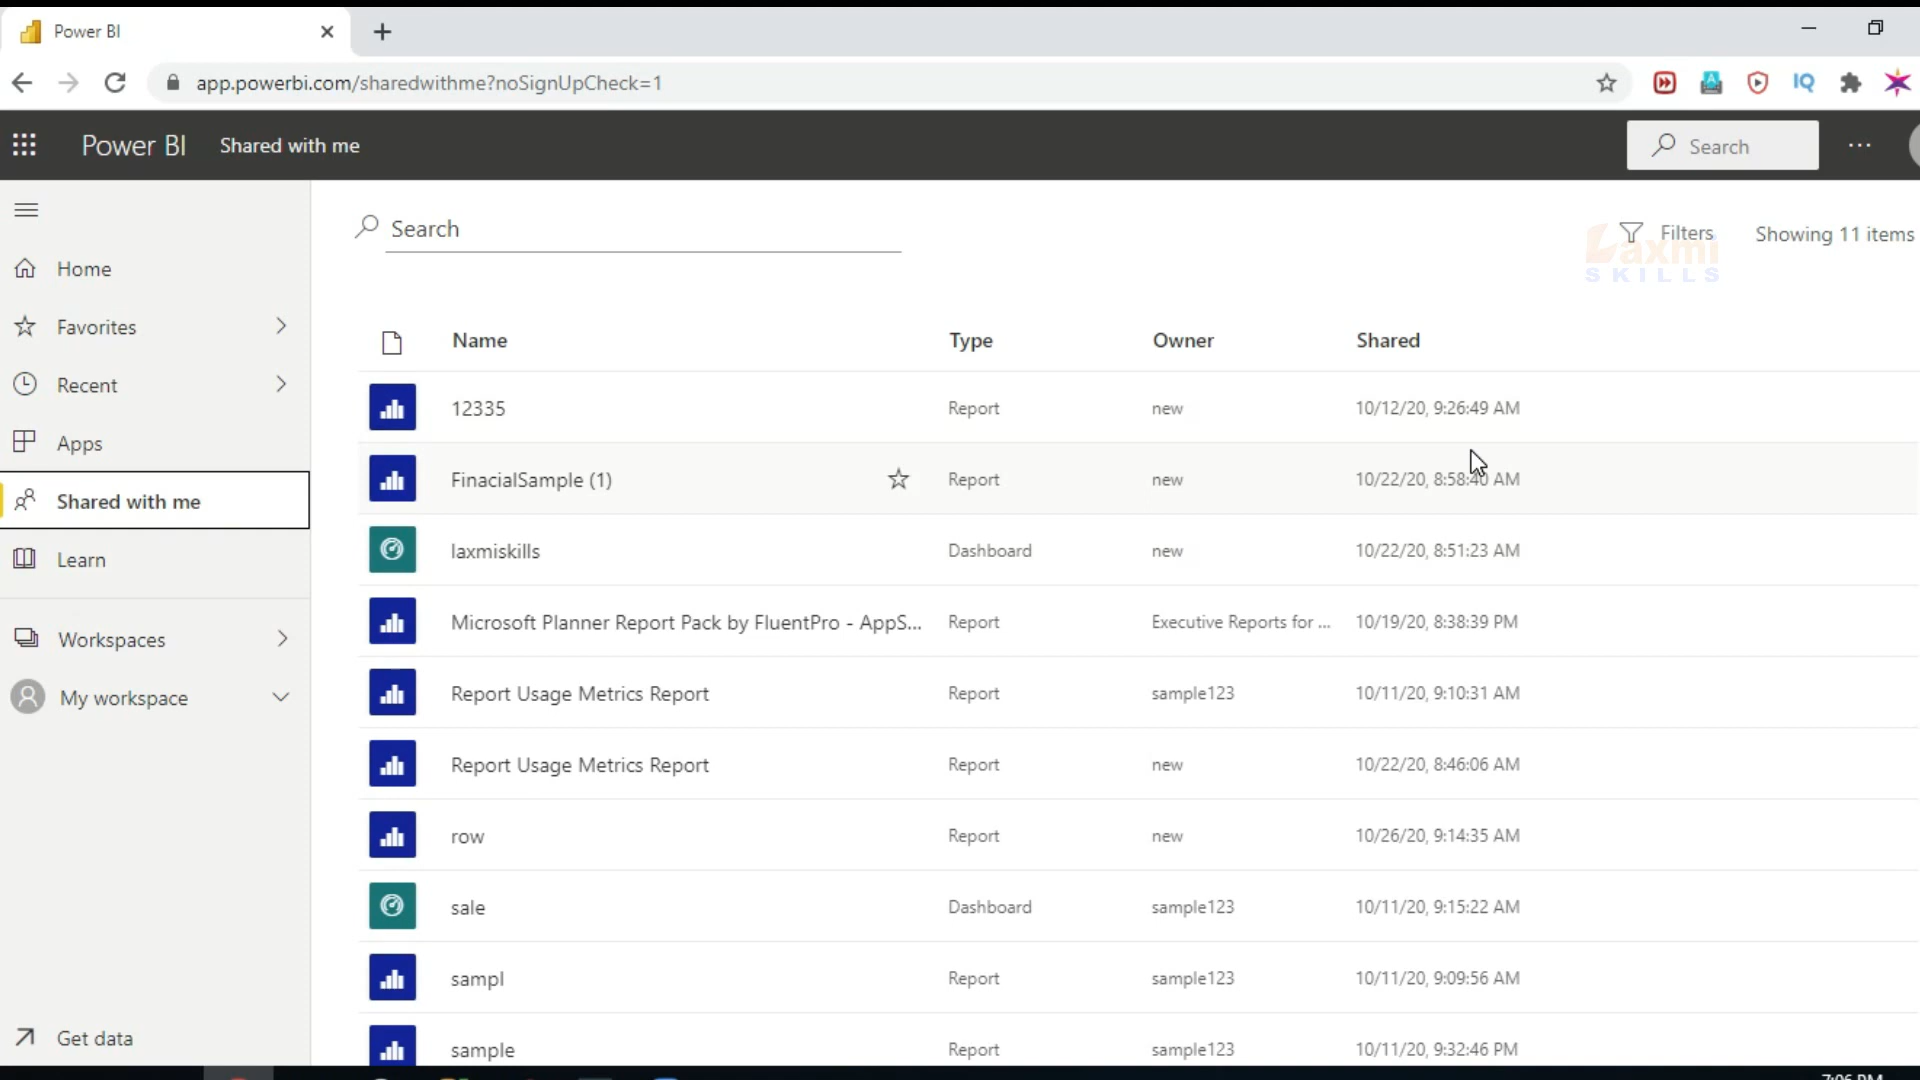 Power BI
app.powerbi.com/sharedwithme?noSignUpCheck=1
IQ
Power BI Shared with me Search
Search Filters Showing 11 items
Laxmi
SKILLS
Home
Favorites
Recent
Apps
Shared with me
Learn
Workspaces
My workspace
Get data
Name Type Owner Shared
12335 Report new 10/12/20, 9:26:49 AM
FinacialSample (1) Report new 10/22/20, 8:58:40 AM
laxmiskills Dashboard new 10/22/20, 8:51:23 AM
Microsoft Planner Report Pack by FluentPro - AppS... Report Executive Reports for ... 10/19/20, 8:38:39 PM
Report Usage Metrics Report Report sample123 10/11/20, 9:10:31 AM
Report Usage Metrics Report Report new 10/22/20, 8:46:06 AM
row Report new 10/26/20, 9:14:35 AM
sale Dashboard sample123 10/11/20, 9:15:22 AM
sampl Report sample123 10/11/20, 9:09:56 AM
sample Report sample123 10/11/20, 9:32:46 PM